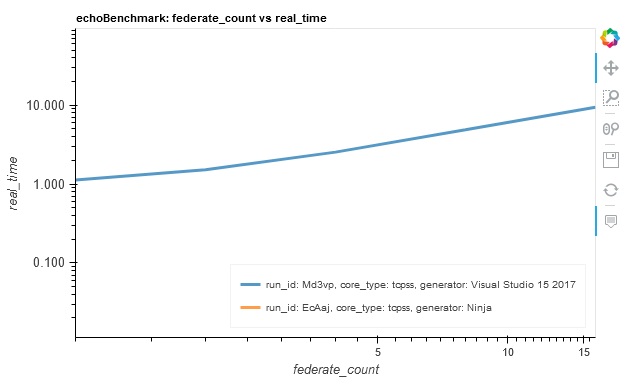 echoBenchmark: federate_count vs real_time
10.000
1.000
0.100
real_time
run_id: Md3vp, core_type: tcpss, generator: Visual Studio 15 2017
run_id: EcAaj, core_type: tcpss, generator: Ninja
5
10
15
federate_count